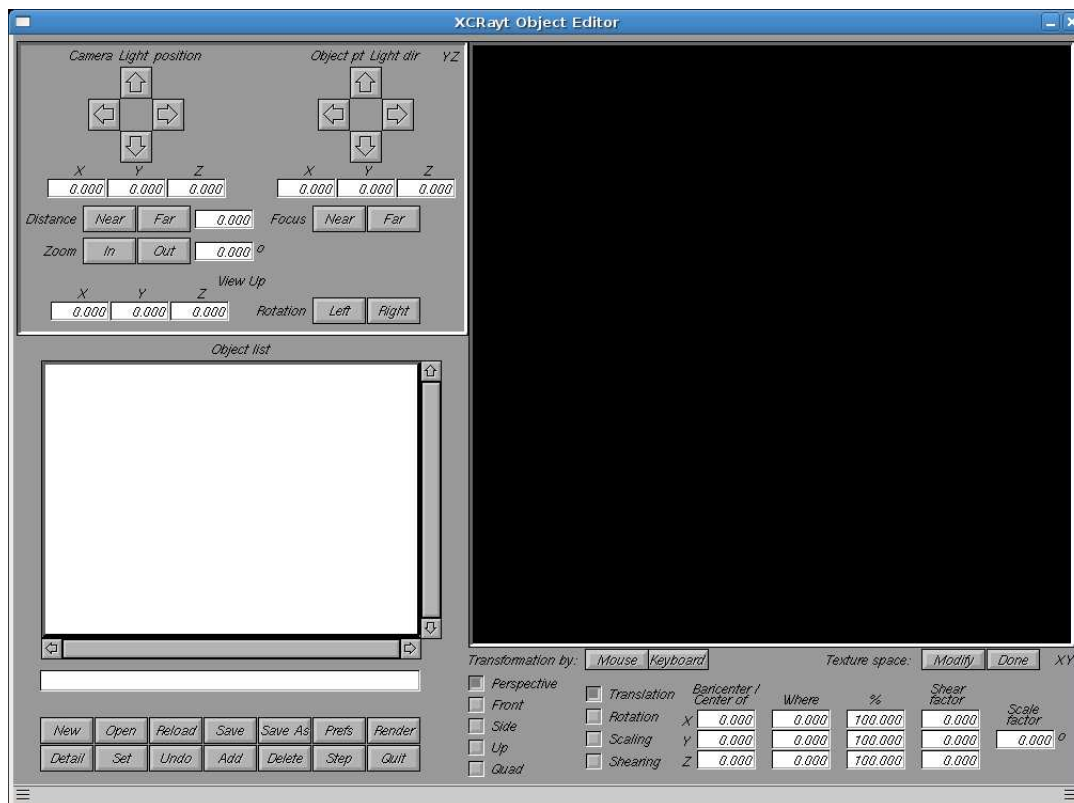 XCRayt Object Editor
Camera Light position Object pt Light dir YZ
X Y Z X Y Z
0.000 0.000 0.000 0.000 0.000 0.000
Distance Near Far 0.000 Focus Near Far
Zoom In Out 0.000 o
View Up
X Y Z
0.000 0.000 0.000 Rotation Left Right
Object list
Transformation by: Mouse Keyboard Texture space: Modify Done XY
Perspective
Front
Side
Up
Quad
Translation
Rotation
Scaling
Shearing
Baricenter / Center of Where % Shear factor Scale factor
X 0.000 0.000 100.000 0.000
Y 0.000 0.000 100.000 0.000 0.000 o
Z 0.000 0.000 100.000 0.000
New Open Reload Save Save As Prefs Render
Detail Set Undo Add Delete Step Quit